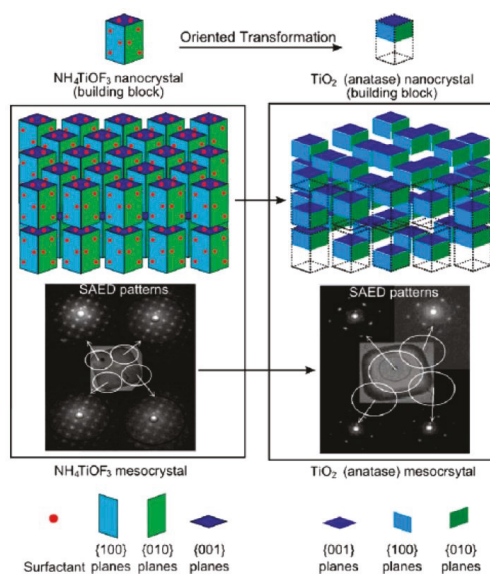 Oriented Transformation
NH₄TiOF₃ nanocrystal
(building block)
TiO₂ (anatase) nanocrystal
(building block)
SAED patterns
SAED patterns
NH₄TiOF₃ mesocrystal
TiO₂ (anatase) mesocrsytal
Surfactant
{100}
planes
{010}
planes
{001}
planes
{001}
planes
{100}
planes
{010}
planes